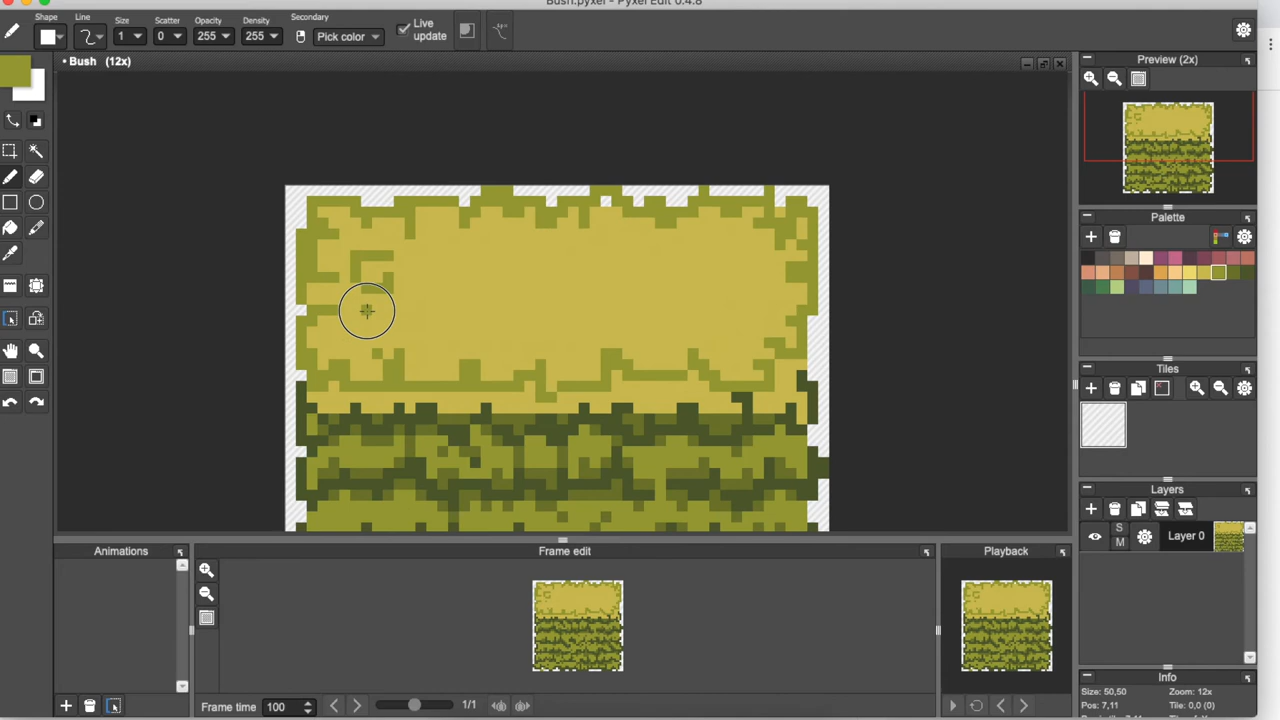 Bush.pyxel - Pyxel Edit 0.4.8
Shape Line Size Scatter Opacity Density Secondary
1 0 255 255 Pick color Live update
• Bush (12x)
Preview (2x)
Palette
Tiles
Layers
S
M
Layer 0
Animations
Frame edit
Playback
Frame time 100
1/1
Info
Size: 50,50 Zoom: 12x
Pos: 7,11 Tile: 0,0 (0)